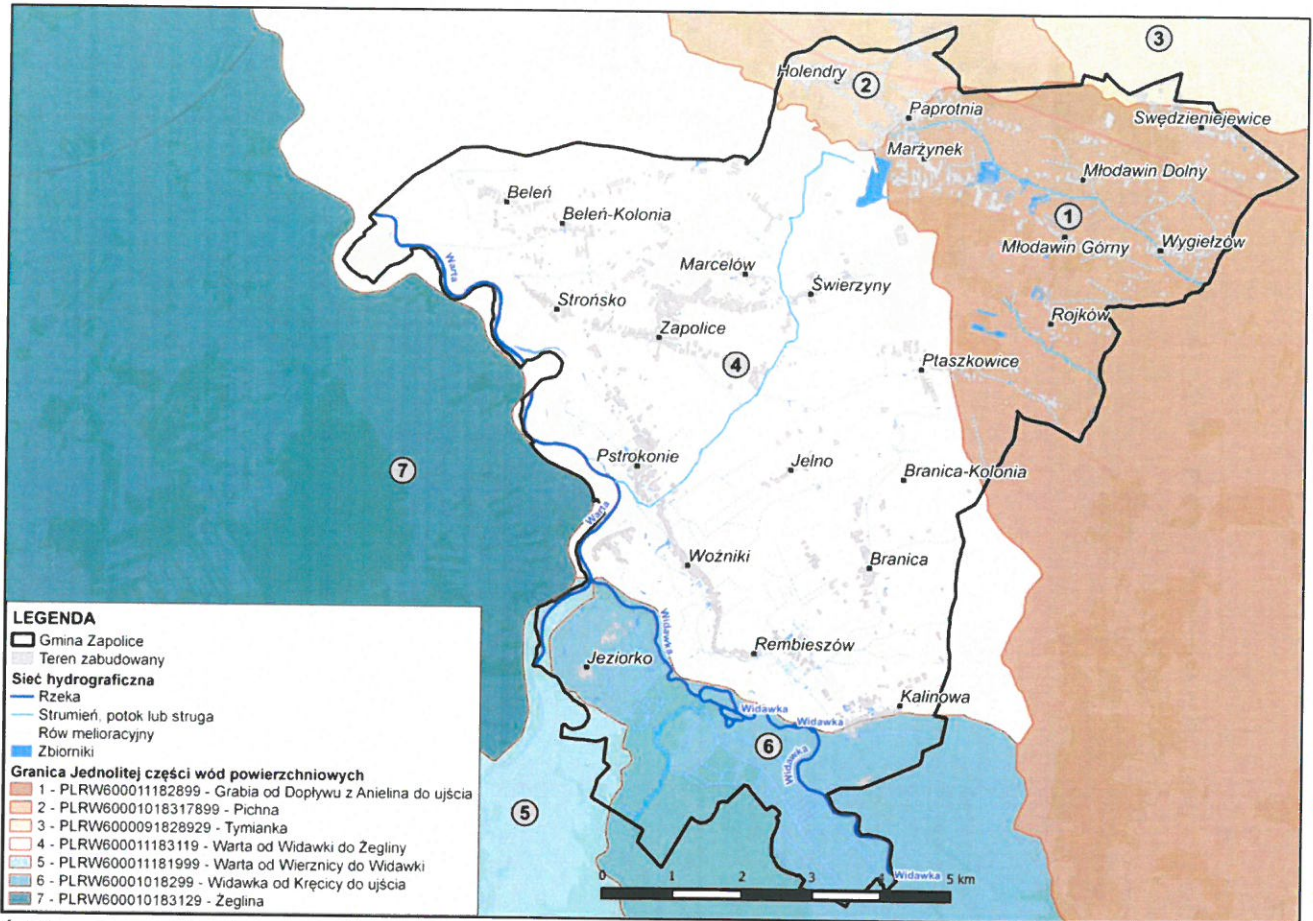 3
Holendry
2
Paprotnia
Swędzieniejewice
Marżynek
Młodawin Dolny
Beleń
Beleń-Kolonia
1
Młodawin Górny
Wygiełzów
Warta
Marcelów
Świerzyny
Strońsko
Rojków
Zapolice
4
Ptaszkowice
7
Pstrokonie
Jelno
Branica-Kolonia
Warta
Woźniki
Branica
Widawka
Jeziorko
Rembieszów
Kalinowa
Widawka
Widawka
6
Widawka
5
Widawka
0 1 2 3 4 5 km
LEGENDA
Gmina Zapolice
Teren zabudowany
Sieć hydrograficzna
Rzeka
Strumień, potok lub struga
Rów melioracyjny
Zbiorniki
Granica Jednolitej części wód powierzchniowych
1 - PLRW600011182899 - Grabia od Dopływu z Anielina do ujścia
2 - PLRW60001018317899 - Pichna
3 - PLRW6000091828929 - Tymianka
4 - PLRW600011183119 - Warta od Widawki do Żegliny
5 - PLRW600011181999 - Warta od Wierznicy do Widawki
6 - PLRW60001018299 - Widawka od Kręcicy do ujścia
7 - PLRW600010183129 - Żeglina